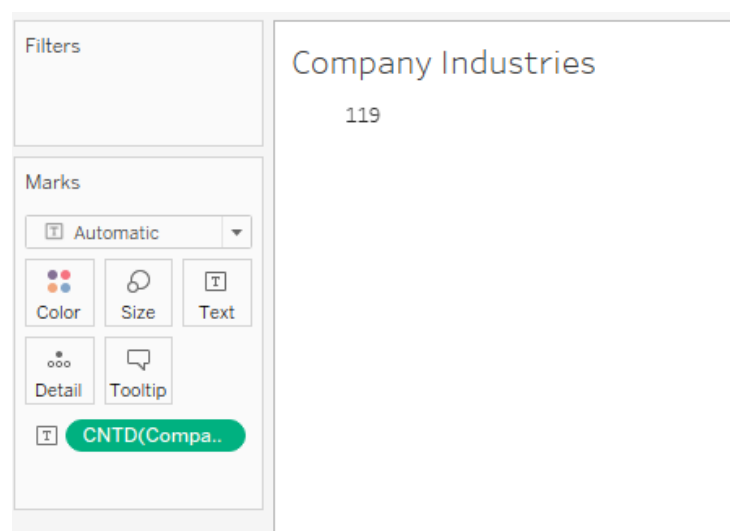 Filters
Company Industries
119
Marks
T Automatic
T
Color Size Text
Detail Tooltip
T CNTD(Compa..